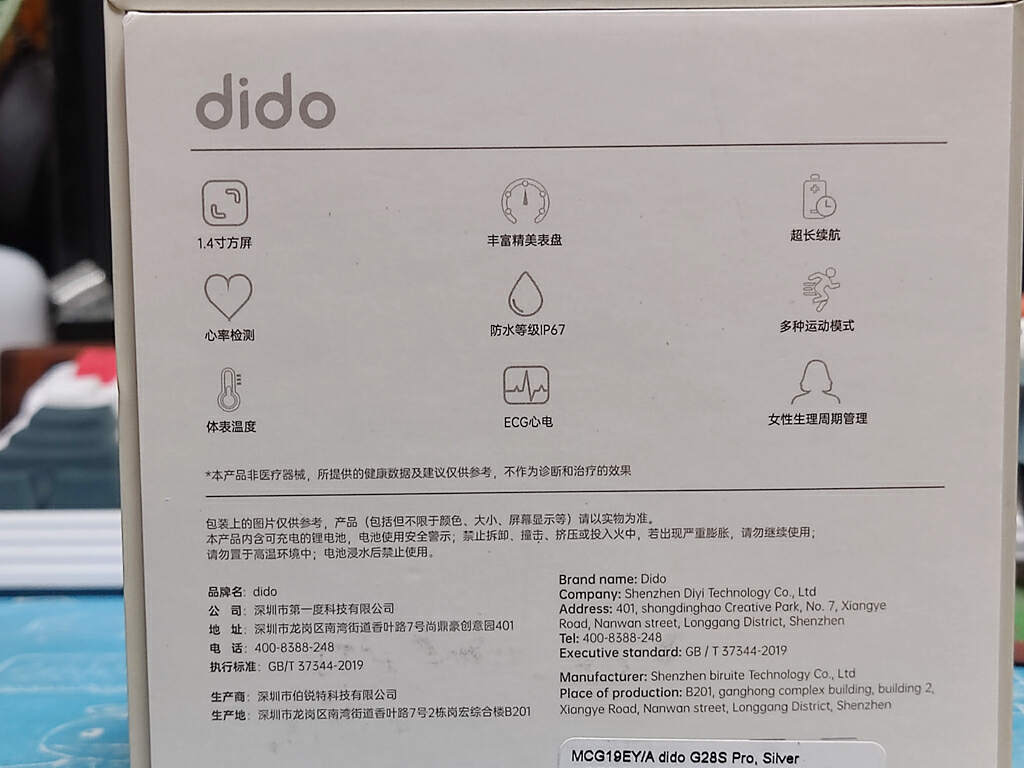 dido
1.4寸方屏
丰富精美表盘
超长续航
心率检测
防水等级IP67
多种运动模式
体表温度
ECG心电
女性生理周期管理
*本产品非医疗器械，所提供的健康数据及建议仅供参考，不作为诊断和治疗的效果
包装上的图片仅供参考，产品（包括但不限于颜色、大小、屏幕显示等）请以实物为准。
本产品内含可充电的锂电池，电池使用安全警示；禁止拆卸、撞击、挤压或投入火中，若出现严重膨胀，请勿继续使用；
请勿置于高温环境中；电池浸水后禁止使用。
品牌名：dido
公 司：深圳市第一度科技有限公司
地 址：深圳市龙岗区南湾街道香叶路7号尚鼎豪创意园401
电 话：400-8388-248
执行标准：GB/T 37344-2019
生产商：深圳市伯锐特科技有限公司
生产地：深圳市龙岗区南湾街道香叶路7号2栋岗宏综合楼B201
Brand name: Dido
Company: Shenzhen Diyi Technology Co., Ltd
Address: 401, shangdinghao Creative Park, No. 7, Xiangye
Road, Nanwan street, Longgang District, Shenzhen
Tel: 400-8388-248
Executive standard: GB / T 37344-2019
Manufacturer: Shenzhen biruite Technology Co., Ltd
Place of production: B201, ganghong complex building, building 2,
Xiangye Road, Nanwan street, Longgang District, Shenzhen
MCG19EY/A dido G28S Pro, Silver